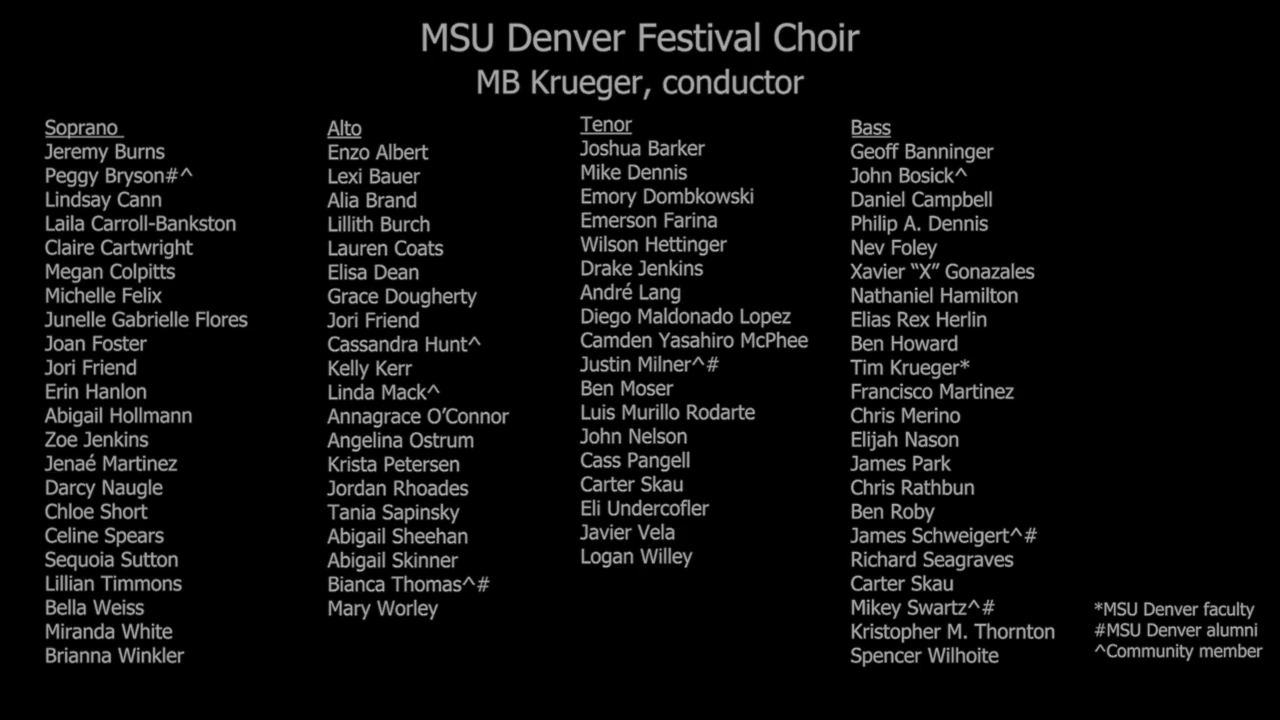 MSU Denver Festival Choir
MB Krueger, conductor
Soprano
Jeremy Burns
Peggy Bryson#^
Lindsay Cann
Laila Carroll-Bankston
Claire Cartwright
Megan Colpitts
Michelle Felix
Junelle Gabrielle Flores
Joan Foster
Jori Friend
Erin Hanlon
Abigail Hollmann
Zoe Jenkins
Jenaé Martinez
Darcy Naugle
Chloe Short
Celine Spears
Sequoia Sutton
Lillian Timmons
Bella Weiss
Miranda White
Brianna Winkler
Alto
Enzo Albert
Lexi Bauer
Alia Brand
Lillith Burch
Lauren Coats
Elisa Dean
Grace Dougherty
Jori Friend
Cassandra Hunt^
Kelly Kerr
Linda Mack^
Annagrace O’Connor
Angelina Ostrum
Krista Petersen
Jordan Rhoades
Tania Sapinsky
Abigail Sheehan
Abigail Skinner
Bianca Thomas^#
Mary Worley
Tenor
Joshua Barker
Mike Dennis
Emory Dombkowski
Emerson Farina
Wilson Hettinger
Drake Jenkins
André Lang
Diego Maldonado Lopez
Camden Yasahiro McPhee
Justin Milner^#
Ben Moser
Luis Murillo Rodarte
John Nelson
Cass Pangell
Carter Skau
Eli Undercofler
Javier Vela
Logan Willey
Bass
Geoff Banninger
John Bosick^
Daniel Campbell
Philip A. Dennis
Nev Foley
Xavier “X” Gonazales
Nathaniel Hamilton
Elias Rex Herlin
Ben Howard
Tim Krueger*
Francisco Martinez
Chris Merino
Elijah Nason
James Park
Chris Rathbun
Ben Roby
James Schweigert^#
Richard Seagraves
Carter Skau
Mikey Swartz^#
Kristopher M. Thornton
Spencer Wilhoite
*MSU Denver faculty
#MSU Denver alumni
^Community member